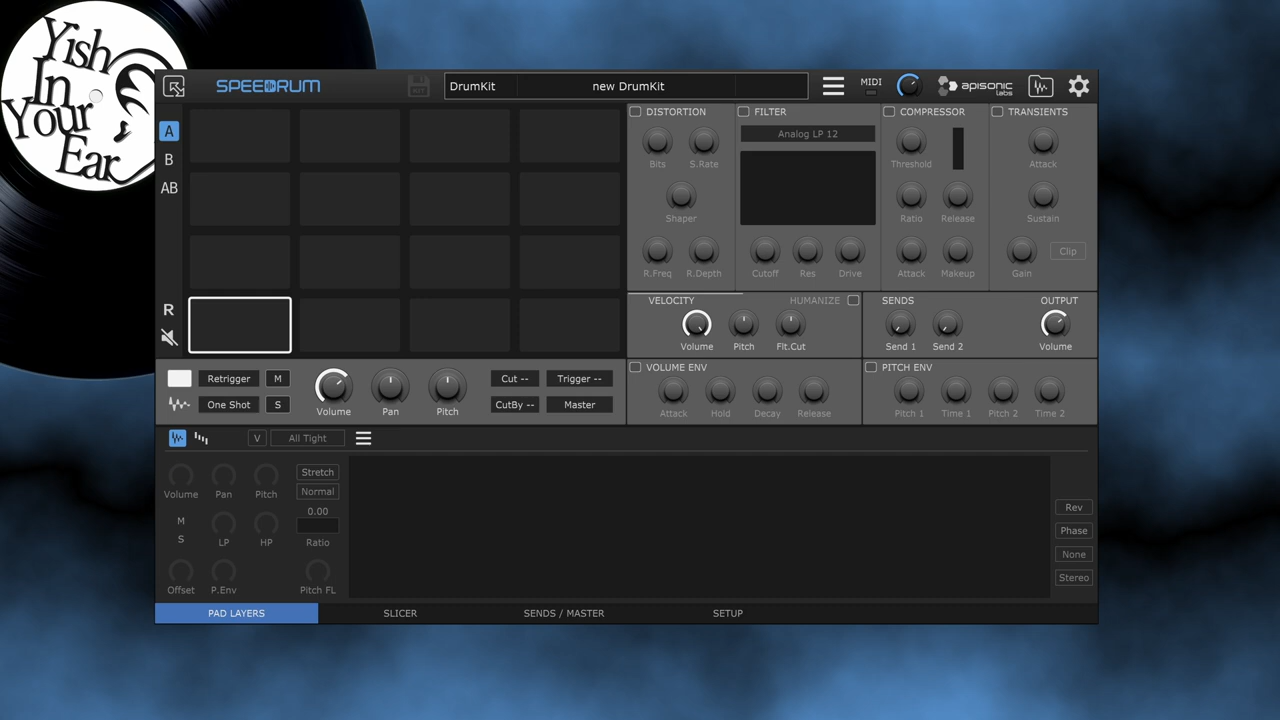 Yish
In
Your
Ear
SPEEDRUM
KIT
DrumKit
new DrumKit
MIDI
apisonic
labs
A
B
AB
R
DISTORTION
Bits
S.Rate
Shaper
R.Freq
R.Depth
FILTER
Analog LP 12
Cutoff
Res
Drive
COMPRESSOR
Threshold
Ratio
Release
Attack
Makeup
TRANSIENTS
Attack
Sustain
Gain
Clip
VELOCITY
HUMANIZE
Volume
Pitch
Flt.Cut
SENDS
Send 1
Send 2
OUTPUT
Volume
Retrigger
M
One Shot
S
Volume
Pan
Pitch
Cut --
Trigger --
CutBy --
Master
VOLUME ENV
Attack
Hold
Decay
Release
PITCH ENV
Pitch 1
Time 1
Pitch 2
Time 2
V
All Tight
Volume
Pan
Pitch
Stretch
Normal
M
S
LP
HP
0.00
Ratio
Offset
P.Env
Pitch FL
Rev
Phase
None
Stereo
PAD LAYERS
SLICER
SENDS / MASTER
SETUP